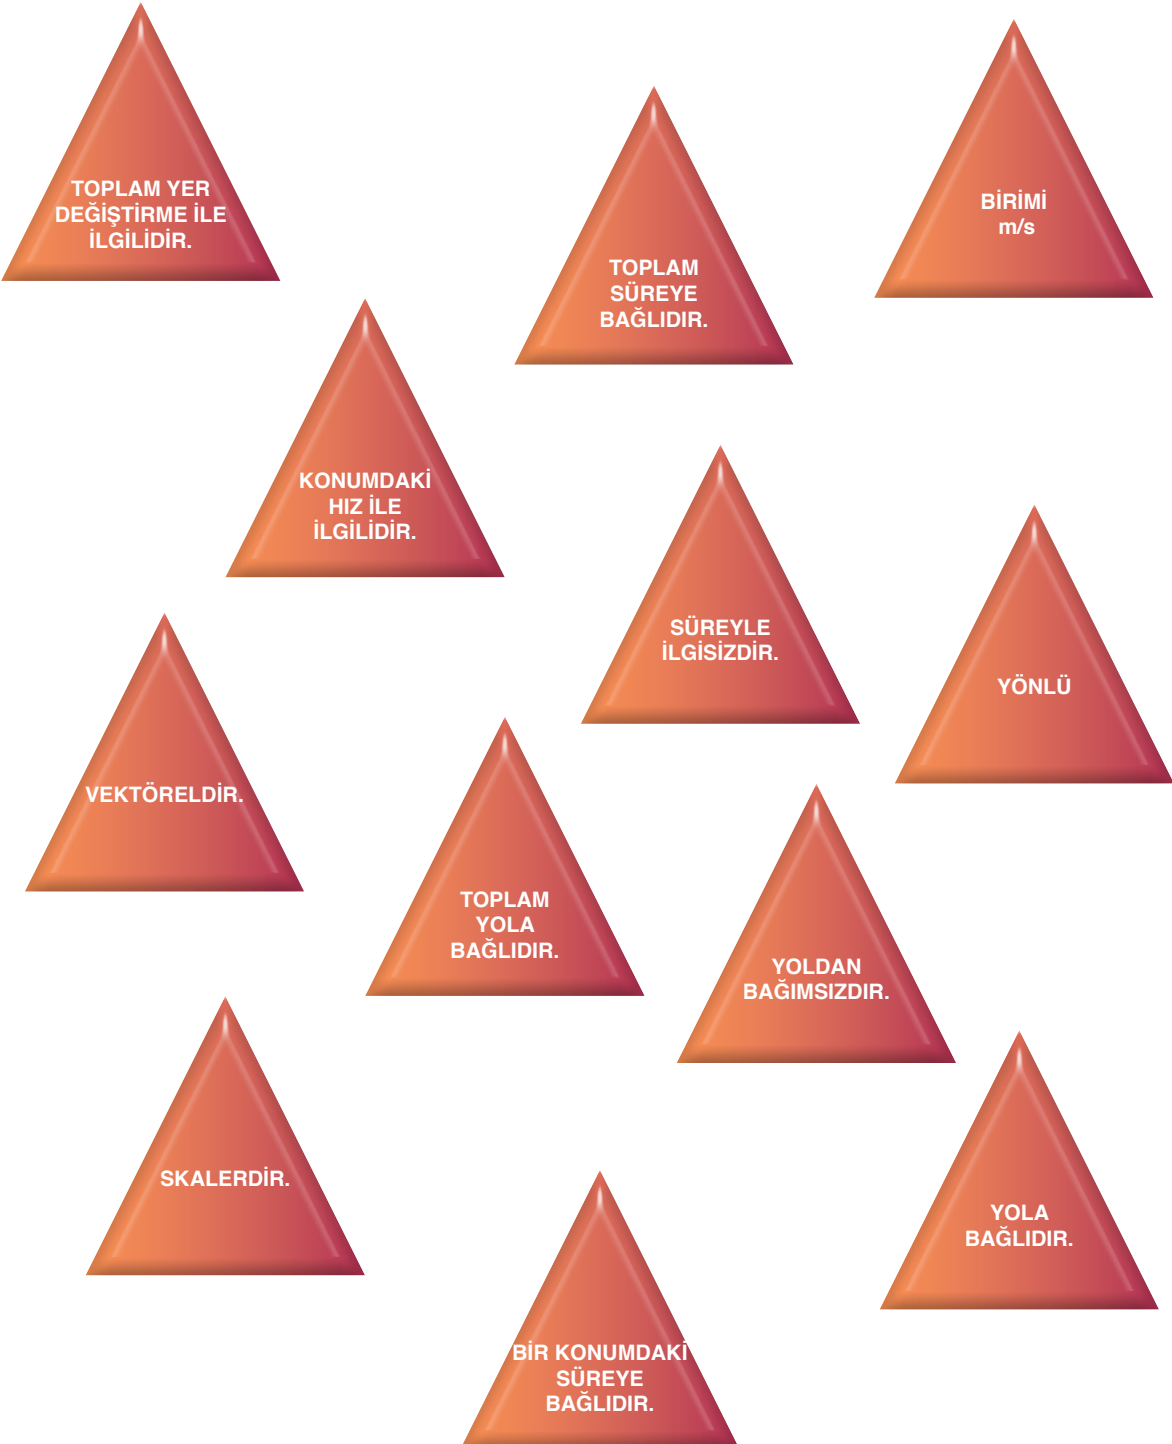 TOPLAM YER
DEĞİŞTİRME İLE
İLGİLİDİR.
BİRİMİ
m/s
TOPLAM
SÜREYE
BAĞLIDIR.
KONUMDAKİ
HIZ İLE
İLGİLİDİR.
SÜREYLE
İLGİSİZDİR.
YÖNLÜ
VEKTÖRELDİR.
TOPLAM
YOLA
BAĞLIDIR.
YOLDAN
BAĞIMSIZDIR.
SKALERDİR.
YOLA
BAĞLIDIR.
BİR KONUMDAKİ
SÜREYE
BAĞLIDIR.